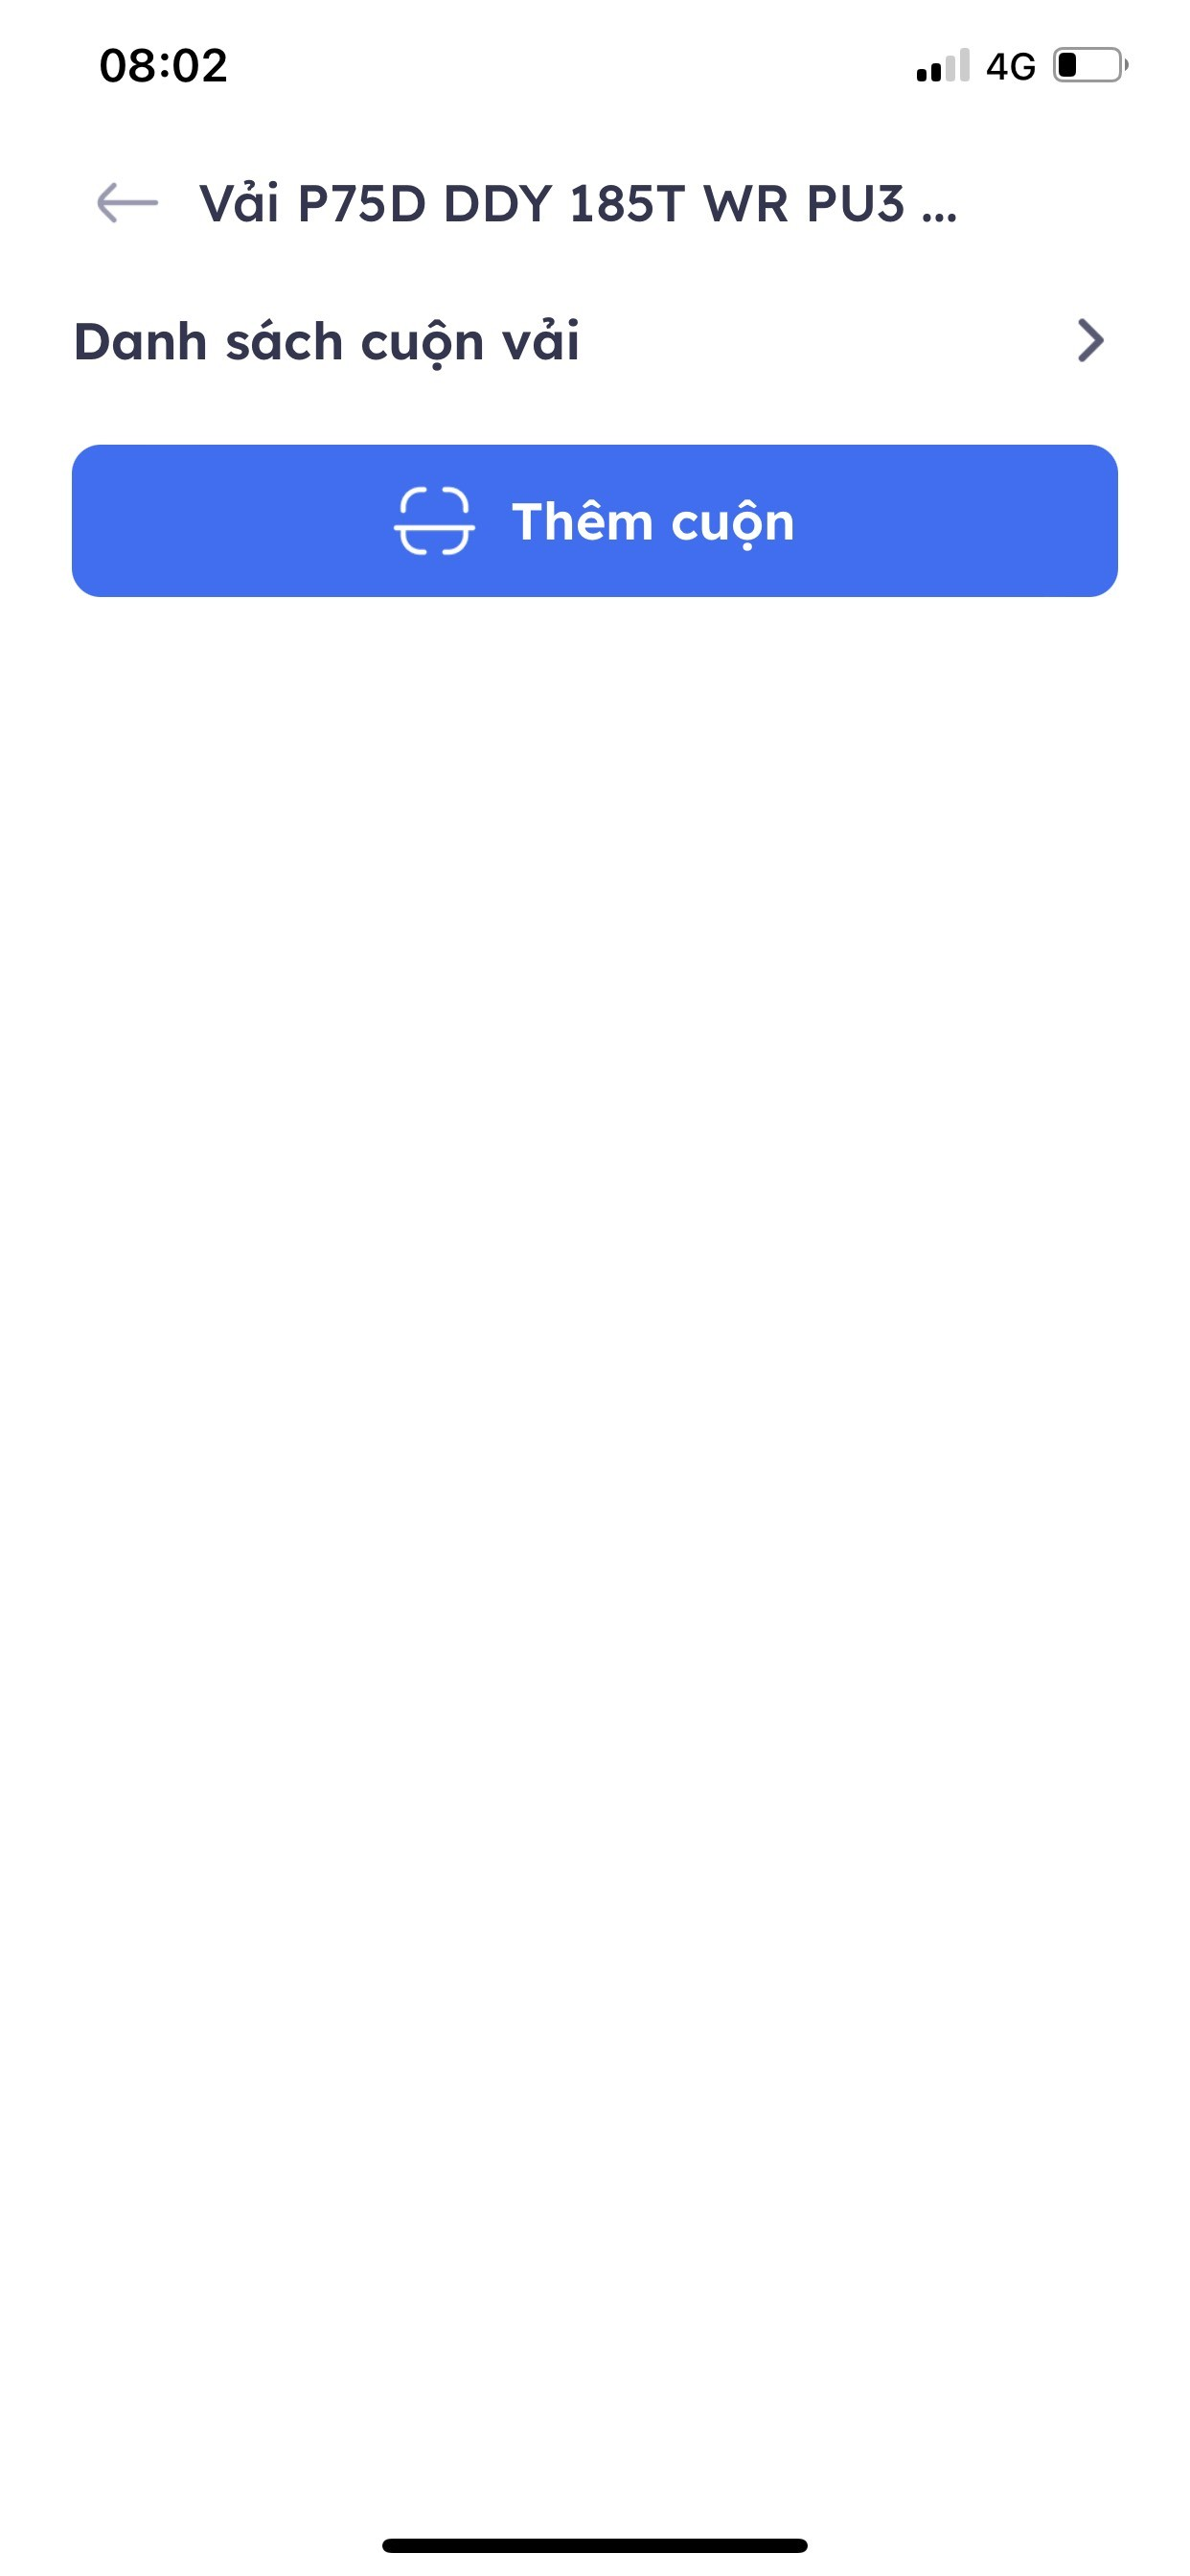 08:02 4G
Vải P75D DDY 185T WR PU3 ...
Danh sách cuộn vải
Thêm cuộn